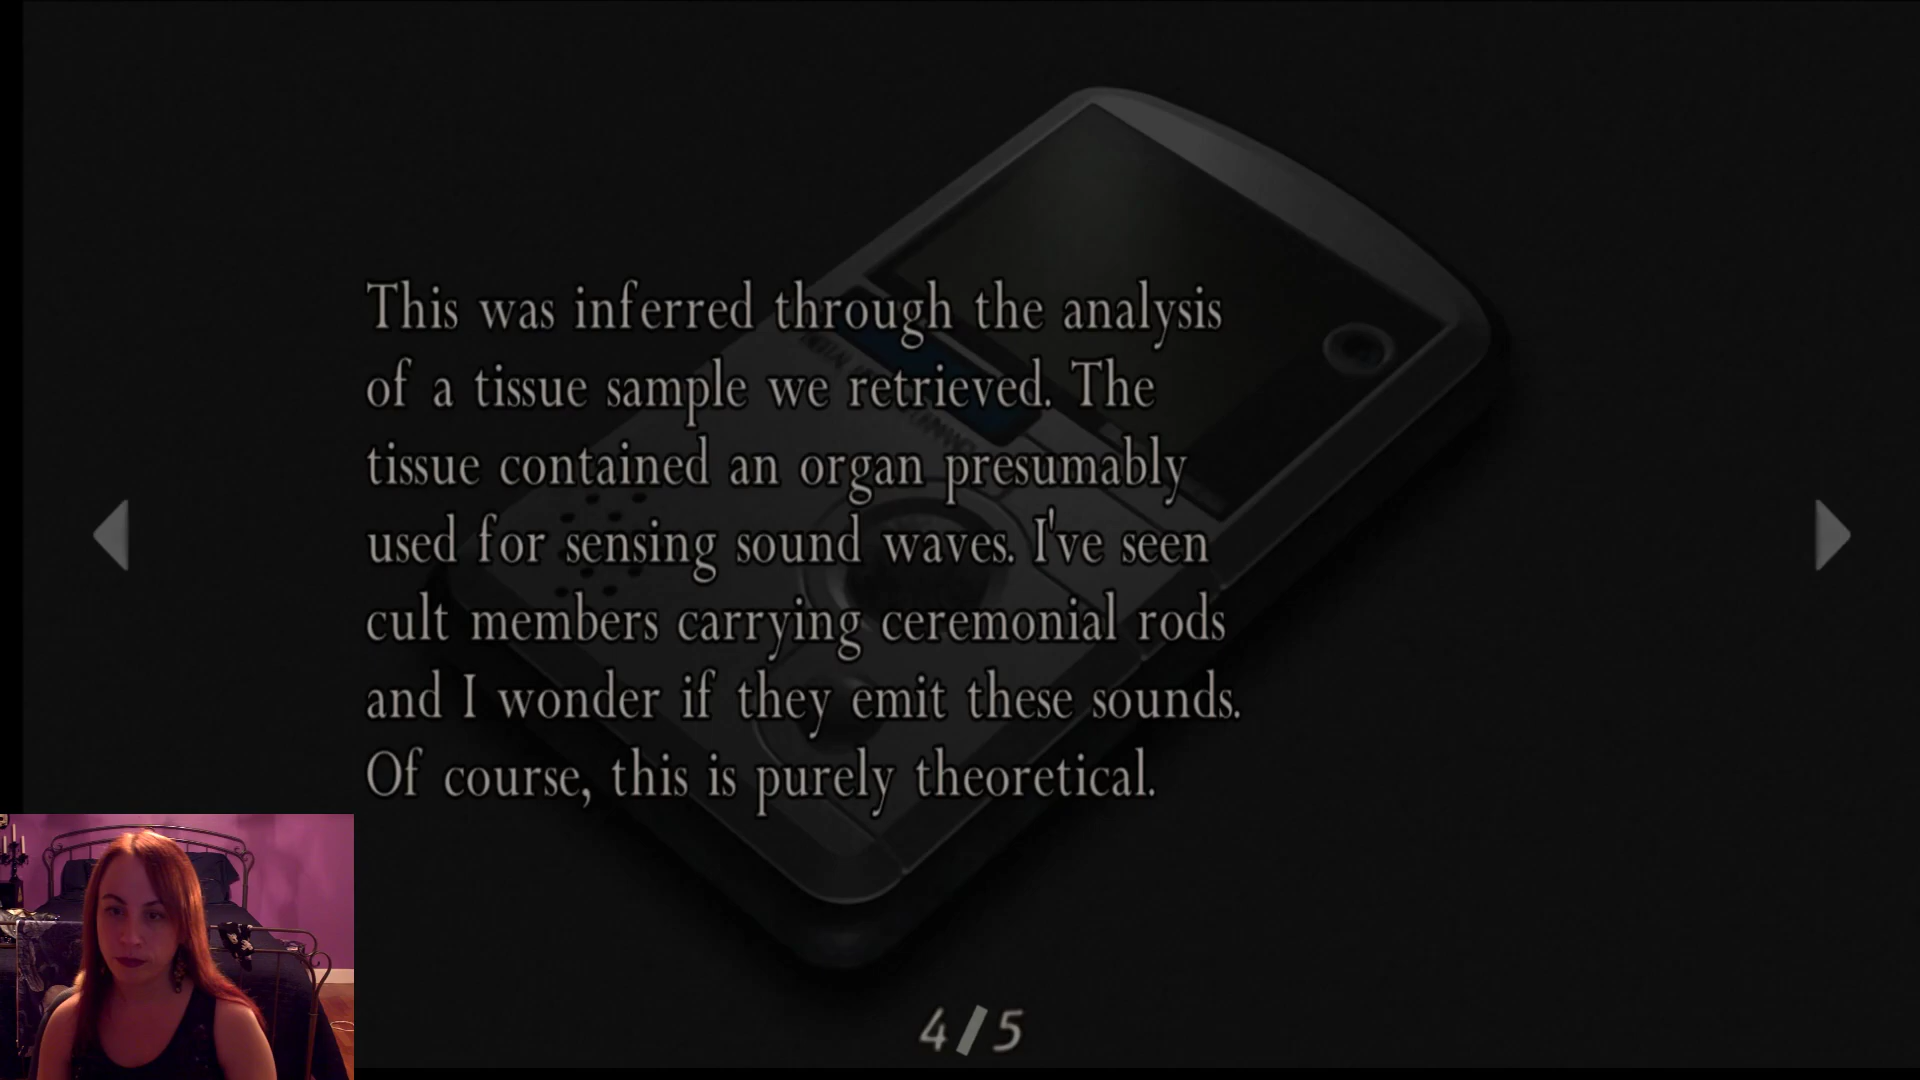 This was inferred through the analysis
of a tissue sample we retrieved. The
tissue contained an organ presumably
used for sensing sound waves. I've seen
cult members carrying ceremonial rods
and I wonder if they emit these sounds.
Of course, this is purely theoretical.
4/5